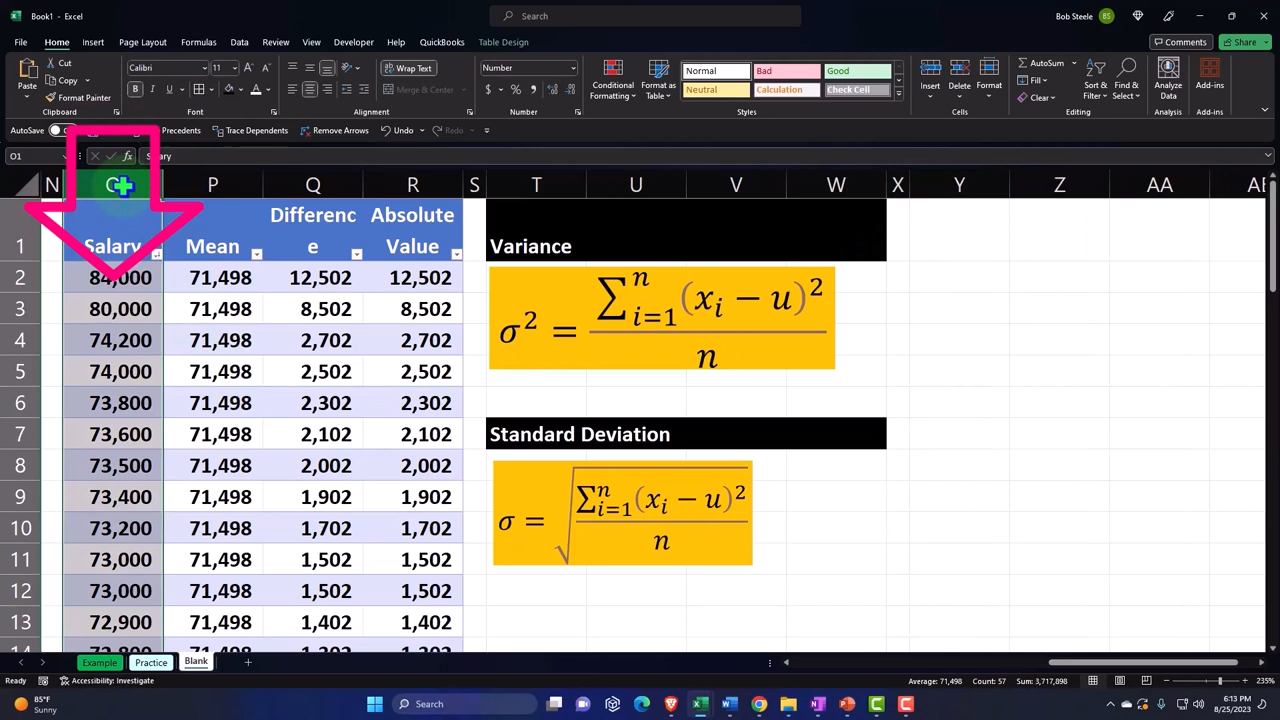 Book1 - Excel
Search
Bob Steele BS
File Home Insert Page Layout Formulas Data Review View Developer Help QuickBooks Table Design
Comments Share
Paste Cut Copy Format Painter
Calibri 11
Wrap Text
Merge & Center
Number
Conditional Formatting Format as Table
Normal Bad Good
Neutral Calculation Check Cell
Insert Delete Format
AutoSum Fill Clear
Sort & Filter Find & Select
Analyze Data Add-ins
Clipboard Font Alignment Number Styles Cells Editing Analysis Add-ins
AutoSave Precedents Trace Dependents Remove Arrows Undo Redo
O1 fx Salary
N P Q R S T U V W X Y Z AA
1 Salary Mean Difference Absolute Value Variance
2 84,000 71,498 12,502 12,502
3 80,000 71,498 8,502 8,502
4 74,200 71,498 2,702 2,702
5 74,000 71,498 2,502 2,502
6 73,800 71,498 2,302 2,302
7 73,600 71,498 2,102 2,102 Standard Deviation
8 73,500 71,498 2,002 2,002
9 73,400 71,498 1,902 1,902
10 73,200 71,498 1,702 1,702
11 73,000 71,498 1,502 1,502
12 73,000 71,498 1,502 1,502
13 72,900 71,498 1,402 1,402
σ² = ∑ⁿᵢ₌₁ (xᵢ − u)² / n
σ = √(∑ⁿᵢ₌₁ (xᵢ − u)² / n)
Example Practice Blank
Ready Accessibility: Investigate Average: 71,498 Count: 57 Sum: 3,717,898 235%
85°F
Sunny
Search
6:13 PM
8/25/2023